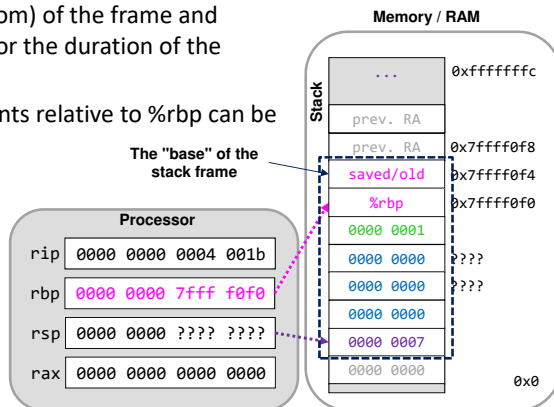 om) of the frame and
or the duration of the
nts relative to %rbp can be
The "base" of the
stack frame
Processor
rip 0000 0000 0004 001b
rbp 0000 0000 7fff f0f0
rsp 0000 0000 ???? ????
rax 0000 0000 0000 0000
Memory / RAM
Stack
... 0xfffffffc
prev. RA
prev. RA 0x7ffff0f8
saved/old 0x7ffff0f4
%rbp 0x7ffff0f0
0000 0001
0000 0000 ????
0000 0000 ????
0000 0000
0000 0007
0000 0000
0x0